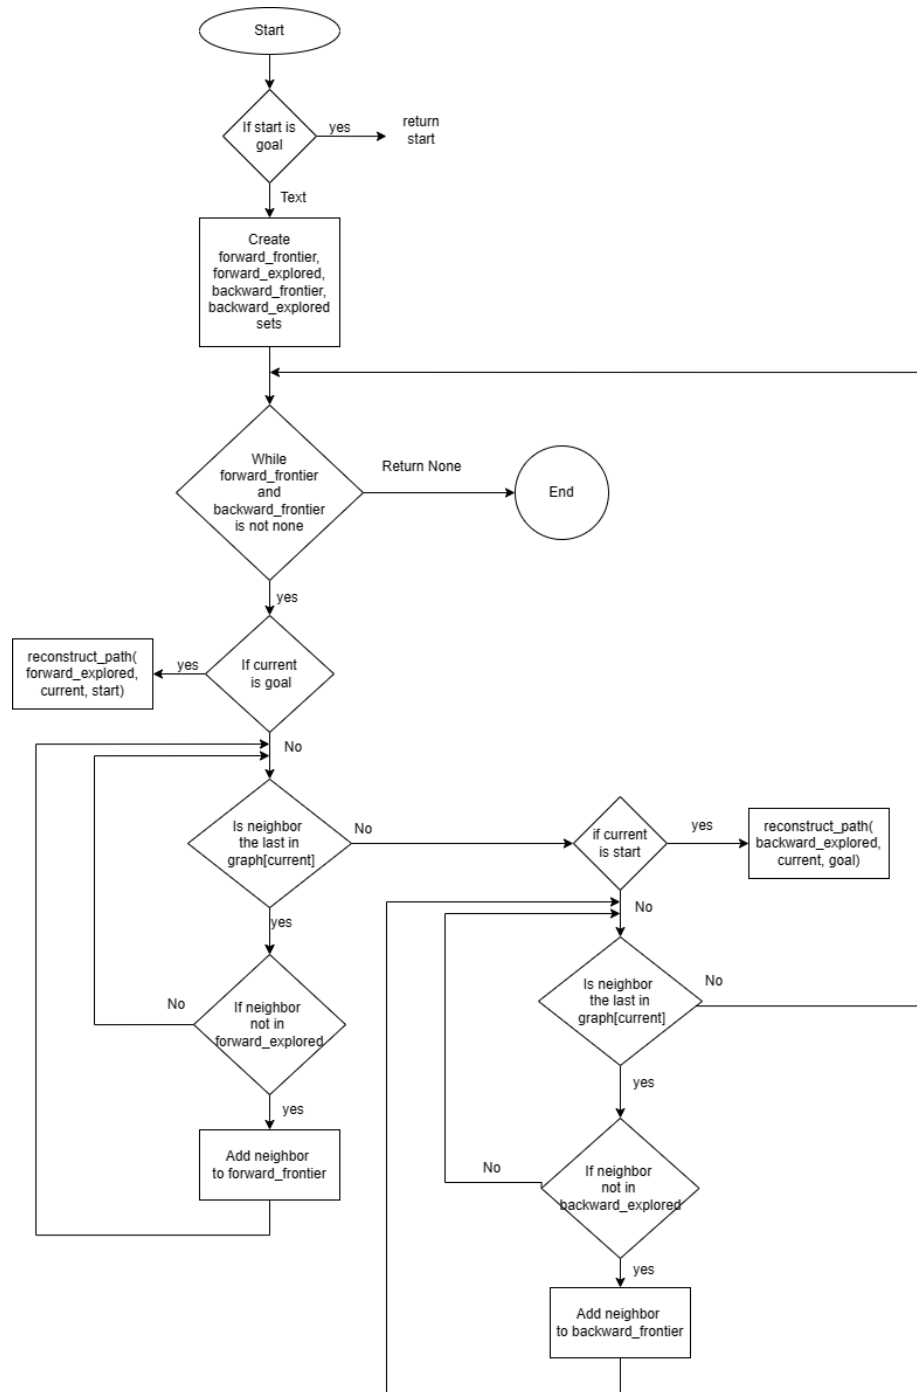 Start
If start is
goal
yes
return
start
Text
Create
forward_frontier,
forward_explored,
backward_frontier,
backward_explored
sets
While
forward_frontier
and
backward_frontier
is not none
Return None
End
yes
If current
is goal
yes
reconstruct_path(
forward_explored,
current, start)
No
Is neighbor
the last in
graph[current]
No
if current
is start
yes
reconstruct_path(
backward_explored,
current, goal)
yes
No
If neighbor
not in
forward_explored
No
Is neighbor
the last in
graph[current]
No
yes
Add neighbor
to forward_frontier
yes
If neighbor
not in
backward_explored
No
yes
Add neighbor
to backward_frontier